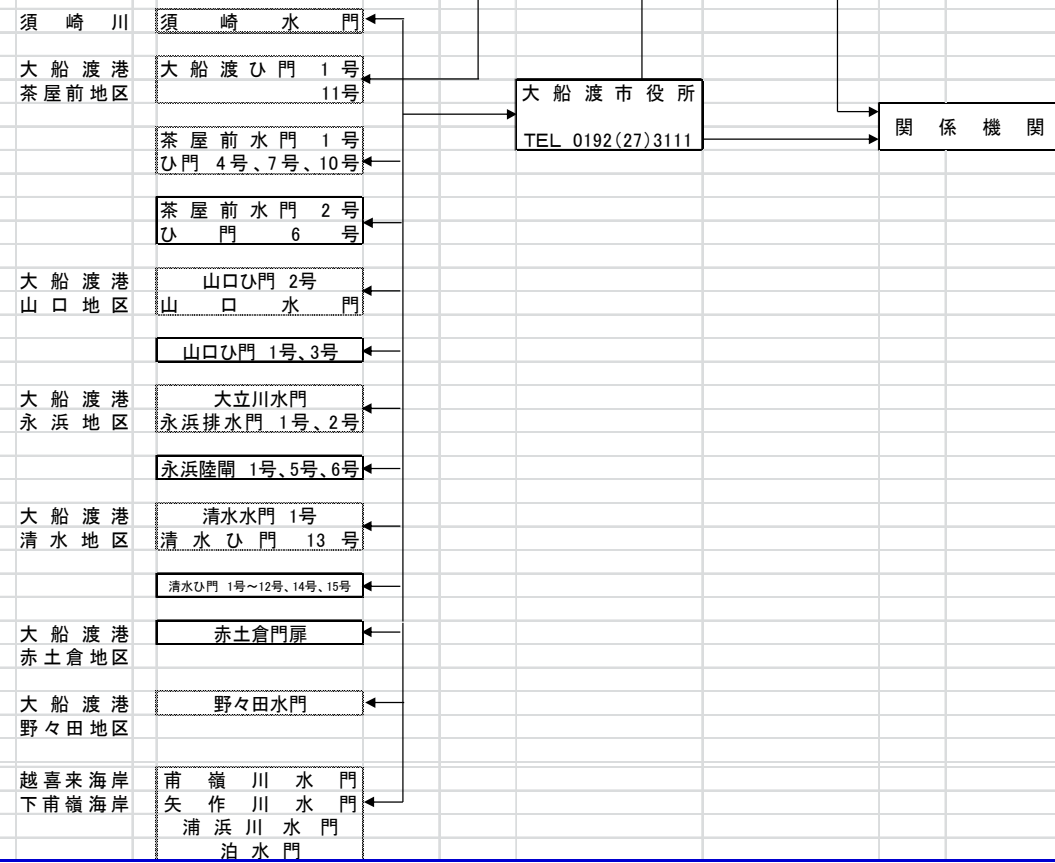 須崎川
須崎水門
大船渡港
茶屋前地区
大船渡ひ門 1号
11号
大船渡市役所
TEL 0192(27)3111
関係機関
茶屋前水門 1号
ひ門 4号、7号、10号
茶屋前水門 2号
ひ門 6号
大船渡港
山口地区
山口ひ門 2号
山口水門
山口ひ門 1号、3号
大船渡港
永浜地区
大立川水門
永浜排水門 1号、2号
永浜陸閘 1号、5号、6号
大船渡港
清水地区
清水水門 1号
清水ひ門 13号
清水ひ門 1号～12号、14号、15号
大船渡港
赤土倉地区
赤土倉門扉
大船渡港
野々田地区
野々田水門
越喜来海岸
下甫嶺海岸
甫嶺川水門
矢作川水門
浦浜川水門
泊水門